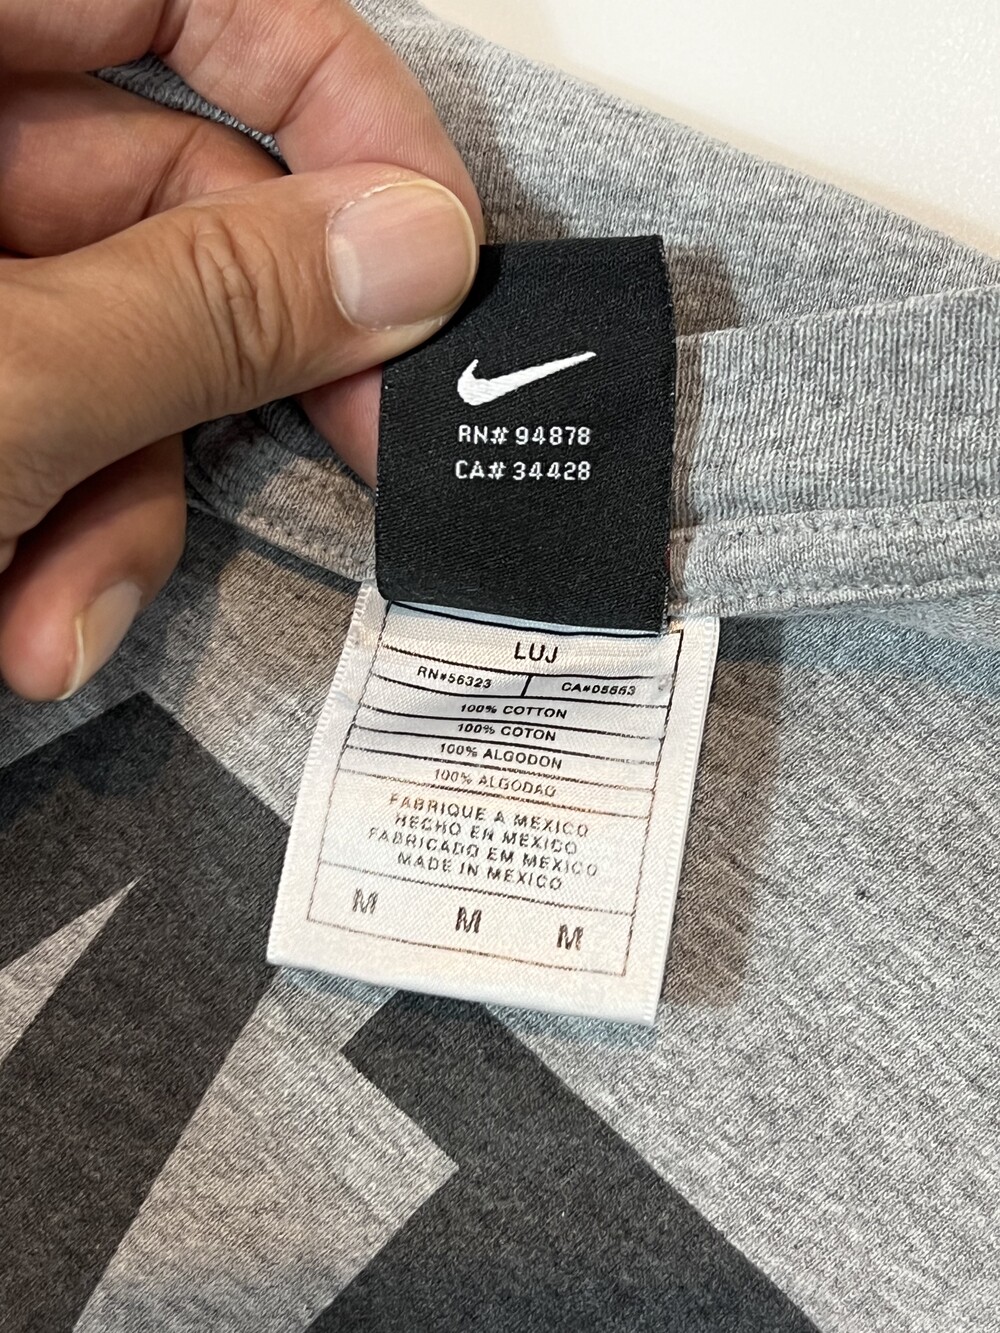 RN# 94878
CA# 34428
LUJ
RN#56323
CA#05553
100% COTTON
100% COTON
100% ALGODON
100% ALGODAO
FABRIQUE A MEXICO
HECHO EN MEXICO
FABRICADO EM MEXICO
MADE IN MEXICO
M M M